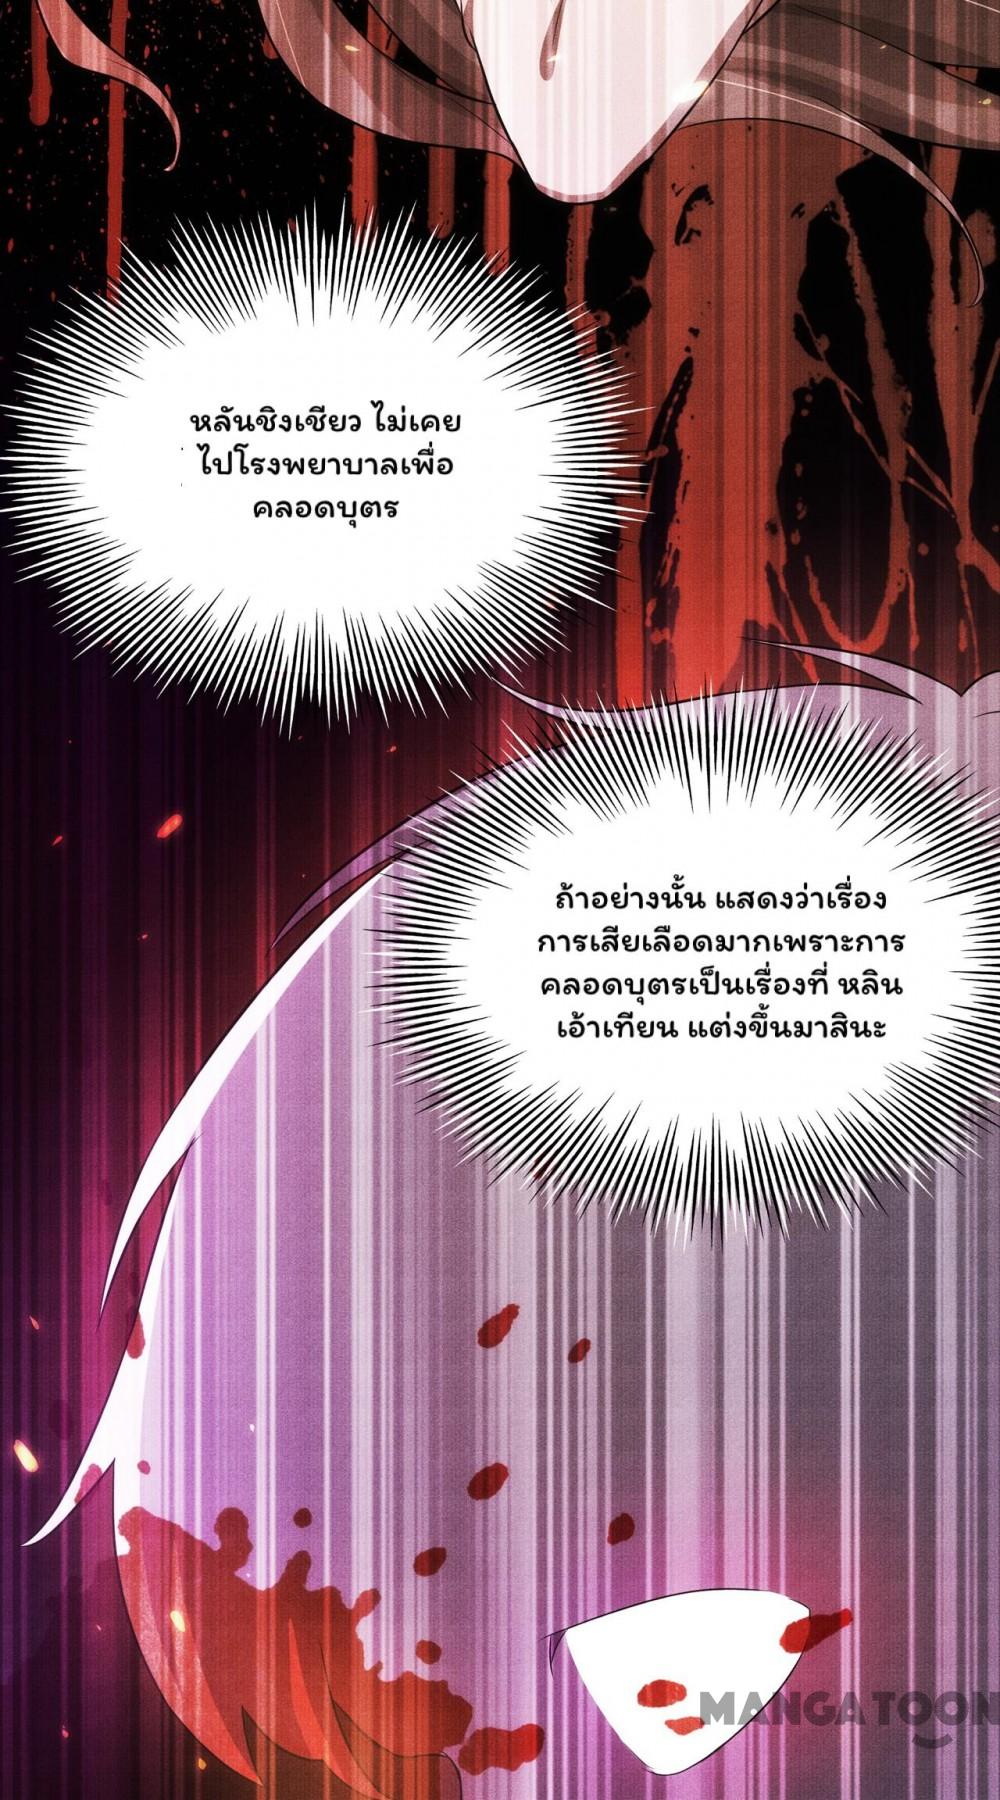 หลันชิงเชียว ไม่เคย
ไปโรงพยาบาลเพื่อ
คลอดบุตร
ถ้าอย่างนั้น แสดงว่าเรื่อง
การเสียเลือดมากเพราะการ
คลอดบุตรเป็นเรื่องที่ หลิน
เอ้าเทียน แต่งขึ้นมาสินะ
MANGATOON